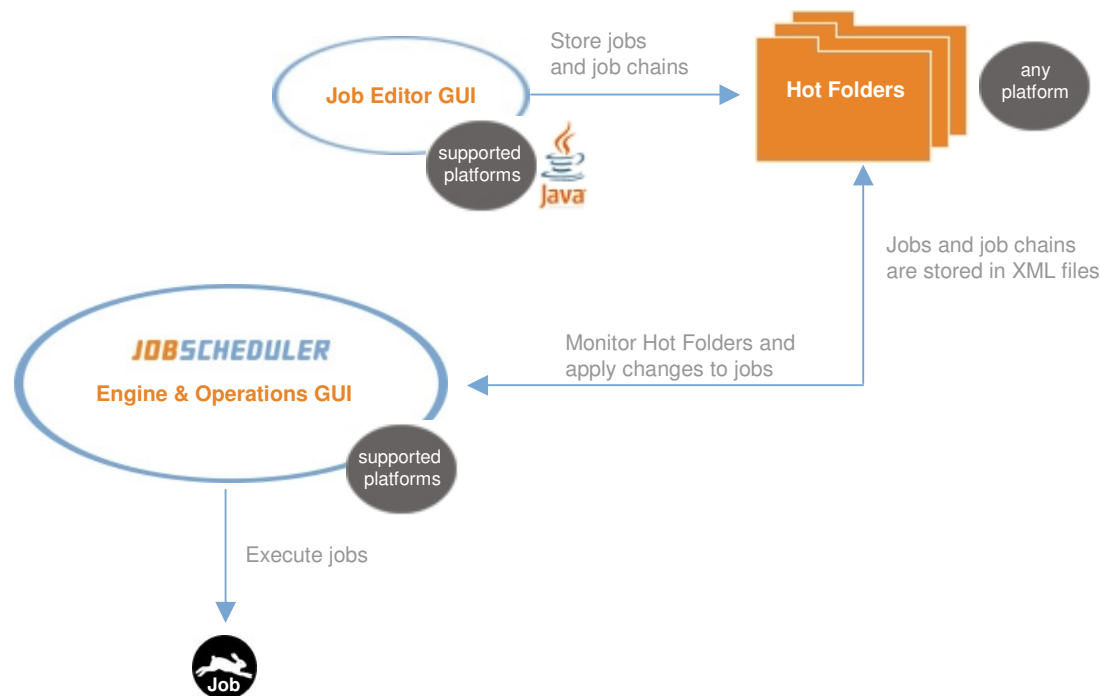 Store jobs
and job chains
Job Editor GUI
Hot Folders
any
platform
supported
platforms
Java
Jobs and job chains
are stored in XML files
JOBSCHEDULER
Engine & Operations GUI
Monitor Hot Folders and
apply changes to jobs
supported
platforms
Execute jobs
Job